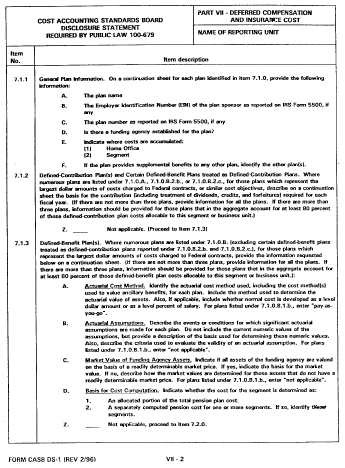 COST ACCOUNTING STANDARDS BOARD
DISCLOSURE STATEMENT
REQUIRED BY PUBLIC LAW 100-679
PART VII - DEFERRED COMPENSATION
AND INSURANCE COST
NAME OF REPORTING UNIT
Item
No.
Item description
7.1.1 General Plan Information. On a continuation sheet for each plan identified in item 7.1.0, provide the following
information:
A. The plan name
B. The Employer Identification Number (EIN) of the plan sponsor as reported on IRS Form 5500, if
any
C. The plan number as reported on IRS Form 5500, if any
D. Is there a funding agency established for the plan?
E. Indicate where costs are accumulated:
(1) Home Office
(2) Segment
F. If the plan provides supplemental benefits to any other plan, identify the other plan(s).
7.1.2 Defined-Contribution Plan(s) and Certain Defined-Benefit Plans treated as Defined-Contribution Plans. Where
numerous plans are listed under 7.1.0.A., 7.1.0.B.2.b., and 7.1.0.B.2.c., for those plans which represent the
largest dollar amounts of costs charged to Federal contracts, or similar cost objectives, describe on a continuation
sheet the basis for the contribution (including treatment of dividends, credits, and forfeitures) required for each
fiscal year. (If there are not more than three plans, provide information for all the plans. If there are more than
three plans, information should be provided for those plans that in the aggregate account for at least 80 percent
of those defined-contribution plan costs allocable to this segment or business unit.)
Z. Not applicable. (Proceed to Item 7.1.3)
7.1.3 Defined-Benefit Plan(s). Where numerous plans are listed under 7.1.0.B. (excluding certain defined-benefit plans
treated as defined-contribution plans reported under 7.1.0.B.2.b. and 7.1.0.B.2.c.), for those plans which
represent the largest amounts of costs charged to Federal contracts, provide the information requested
below on a continuation sheet. (If there are not more than three plans, provide information for all the plans. If
there are more than three plans, information should be provided for those plans that in the aggregate account for
at least 80 percent of those defined-benefit plan costs allocable to this segment or business unit.):
A. Actuarial Cost Method. Identify the actuarial cost method used, including the cost method(s)
used to value ancillary benefits, for each plan. Include the method used to determine the
actuarial value of assets. Also, if applicable, include whether normal cost is developed as a level
dollar amount or as a level percent of salary. For plans listed under 7.1.0.B.1.b., enter "pay-as-
you-go".
B. Actuarial Assumptions. Describe the events or conditions for which significant actuarial
assumptions are made for each plan. Do not include the current numeric values of the
assumptions, but provide a description of the basis used for determining these numeric values.
Also, describe the criteria used to evaluate the validity of an actuarial assumption. For plans
listed under 7.1.0.B.1.b., enter "not applicable".
C. Market Value of Funding Agency Assets. Indicate if all assets of the funding agency are valued
on the basis of a readily determinable market price. If yes, indicate the basis for the market
value. If no, describe how the market values are determined for those assets that do not have a
readily determinable market price. For plans listed under 7.1.0.B.1.b., enter "not applicable".
D. Basis for Cost Computation. Indicate whether the cost for the segment is determined as:
1. An allocated portion of the total pension plan cost.
2. A separately computed pension cost for one or more segments. If so, identify these
segments.
Z. Not applicable, proceed to Item 7.2.0.
FORM CASB DS-1 (REV 2/96) VII - 2